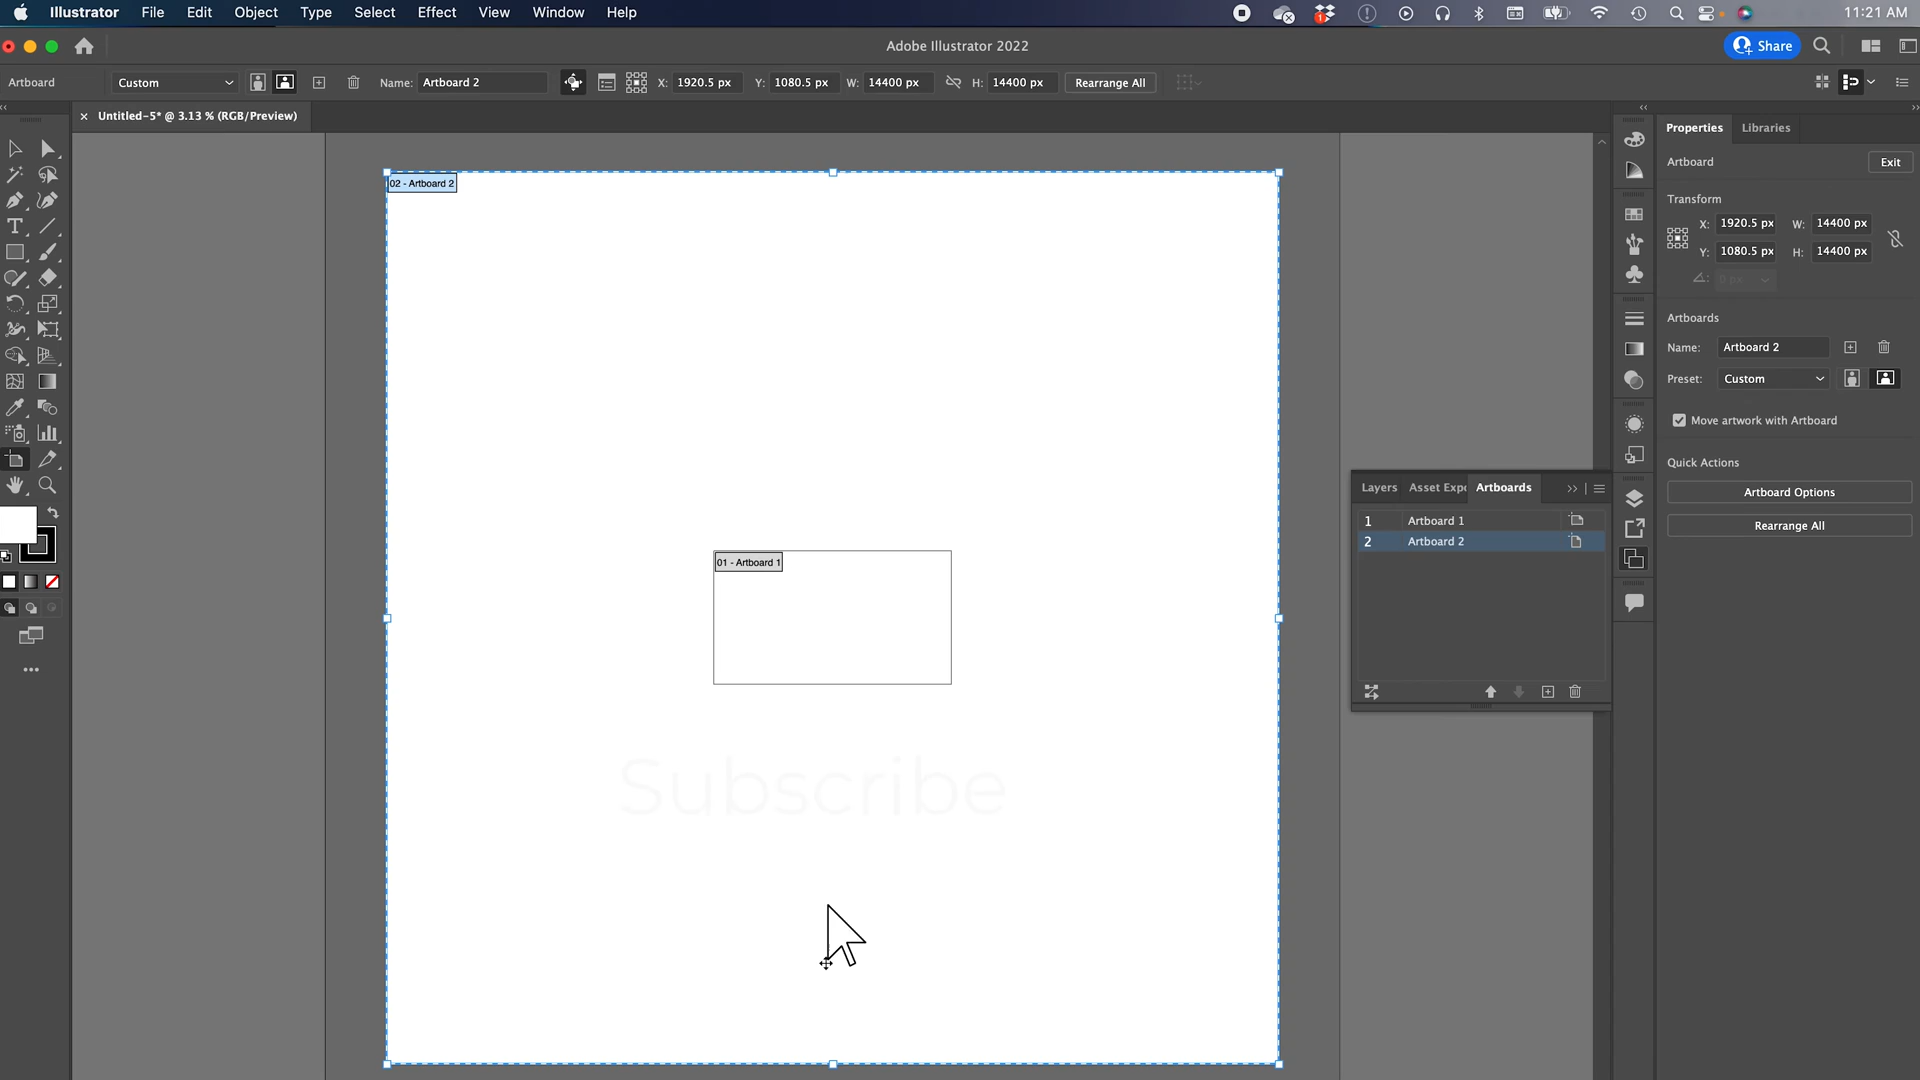 Illustrator File Edit Object Type Select Effect View Window Help 1 11:21 AM
Adobe Illustrator 2022
Share
Artboard Custom Name: Artboard 2 X: 1920.5 px Y: 1080.5 px W: 14400 px H: 14400 px Rearrange All
× Untitled-5* @ 3.13 % (RGB/Preview)
02 - Artboard 2
01 - Artboard 1
Subscribe
Layers Asset Expo Artboards
1 Artboard 1
2 Artboard 2
Properties Libraries
Artboard Exit
Transform
X: 1920.5 px W: 14400 px
Y: 1080.5 px H: 14400 px
0 px
Artboards
Name: Artboard 2
Preset: Custom
Move artwork with Artboard
Quick Actions
Artboard Options
Rearrange All